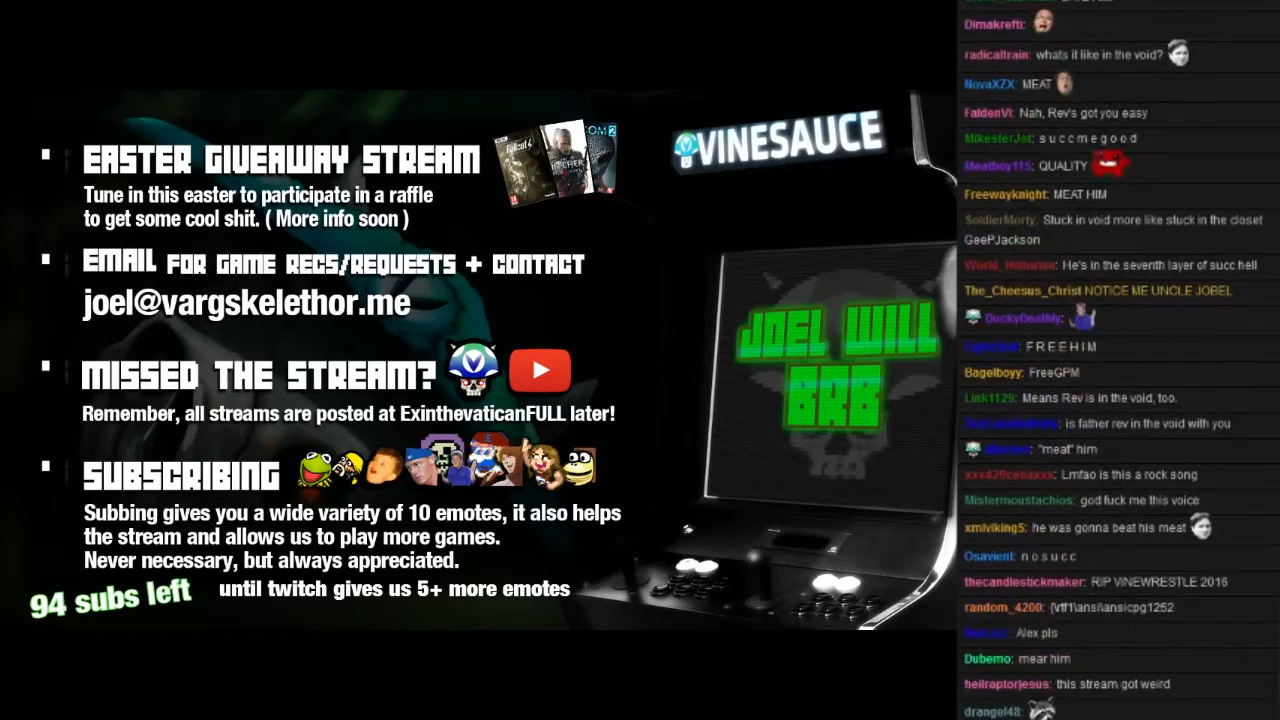 EASTER GIVEAWAY STREAM
Tune in this easter to participate in a raffle
to get some cool shit. ( More info soon )
EMAIL FOR GAME RECS/REQUESTS + CONTACT
joel@vargskelethor.me
MISSED THE STREAM?
Remember, all streams are posted at ExinthevaticanFULL later!
SUBSCRIBING
Subbing gives you a wide variety of 10 emotes, it also helps
the stream and allows us to play more games.
Never necessary, but always appreciated.
94 subs left until twitch gives us 5+ more emotes
VINESAUCE
JOEL WILL
BRB
Dimakrefti:
radicaltrain: whats it like in the void?
NovaXZX: MEAT
FaldenVI: Nah, Rev's got you easy
MikesterJet: s u c c m e g o o d
Meatboy115: QUALITY
Freewayknight: MEAT HIM
SoldierMorty: Stuck in void more like stuck in the closet
GeePJackson
World_Historian: He's in the seventh layer of succ hell
The_Cheesus_Christ NOTICE ME UNCLE JOBEL
DuckyDeathly:
F R E E H I M
Bagelboyy: FreeGPM
Link1129: Means Rev is in the void, too.
is father rev in the void with you
"meat" him
xxx420cenaxxx: Lmfao is this a rock song
Mistermoustachios: god fuck me this voice
xmlviking5: he was gonna beat his meat
Osavient: n o s u c c
thecandlestickmaker: RIP VINEWRESTLE 2016
random_4200: {\rtf1\ansi\ansicpg1252
Alex pls
Dubemo: mear him
heilraptorjesus: this stream got weird
drangel48: